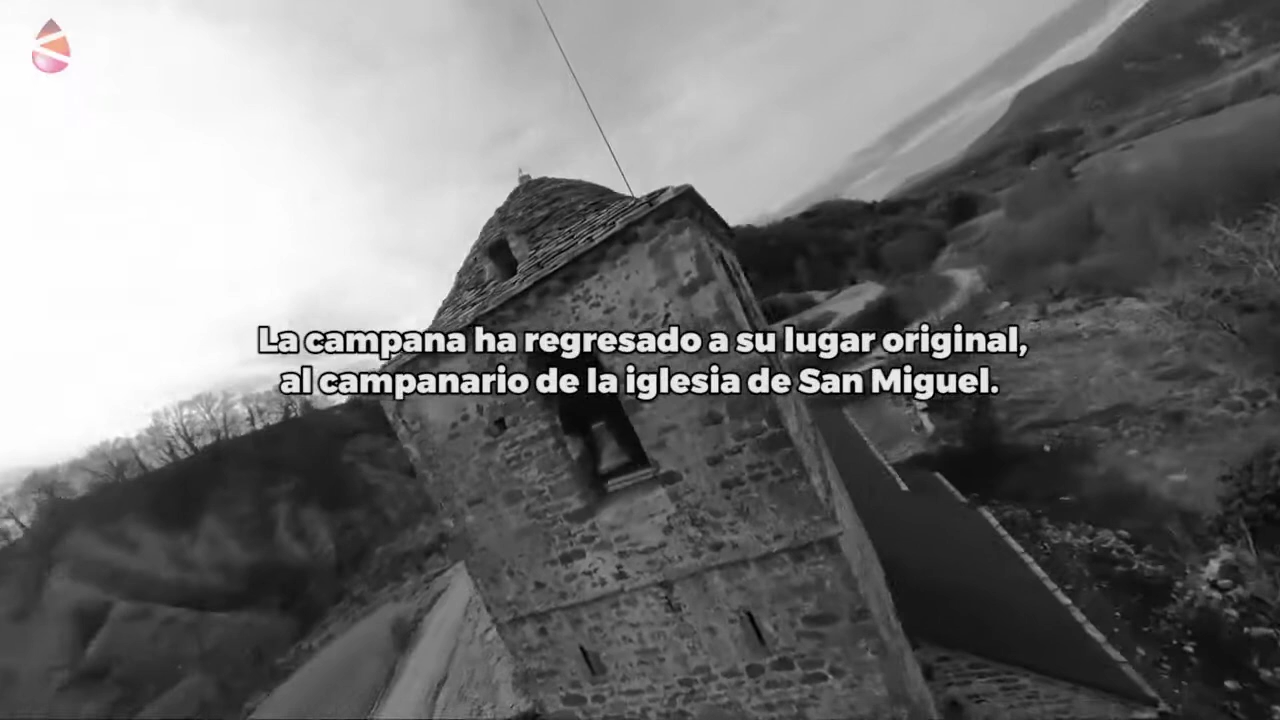 La campana ha regresado a su lugar original,
al campanario de la iglesia de San Miguel.